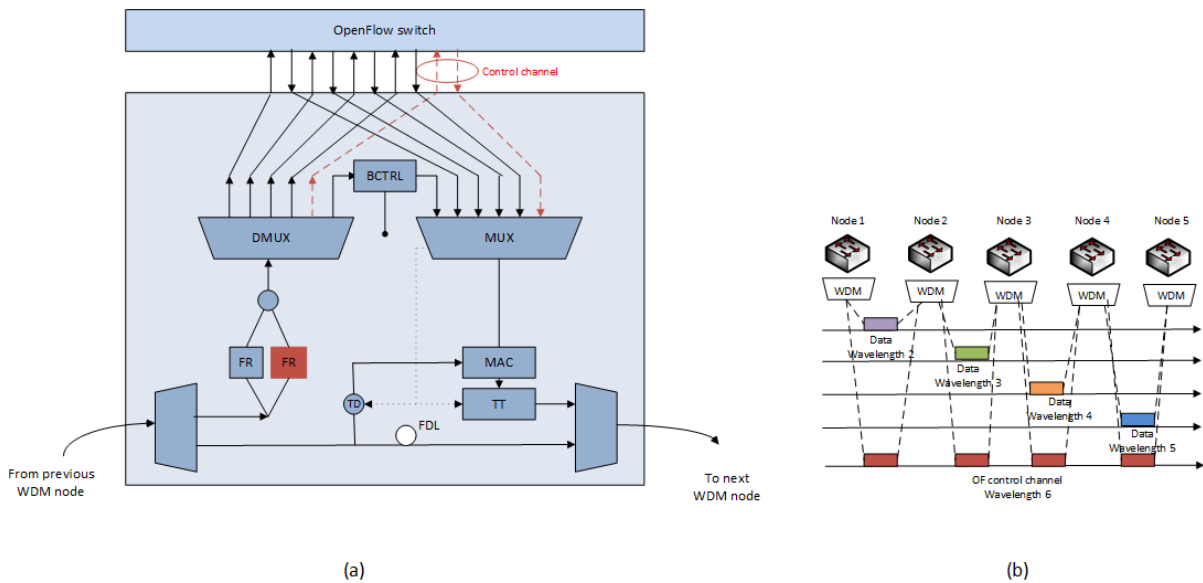 OpenFlow switch
Control channel
BCTRL
DMUX
MUX
FR
FR
MAC
TD
TT
FDL
From previous
WDM node
To next
WDM node
(a)
Node 1
Node 2
Node 3
Node 4
Node 5
WDM
WDM
WDM
WDM
WDM
Data
Wavelength 2
Data
Wavelength 3
Data
Wavelength 4
Data
Wavelength 5
OF control channel
Wavelength 6
(b)